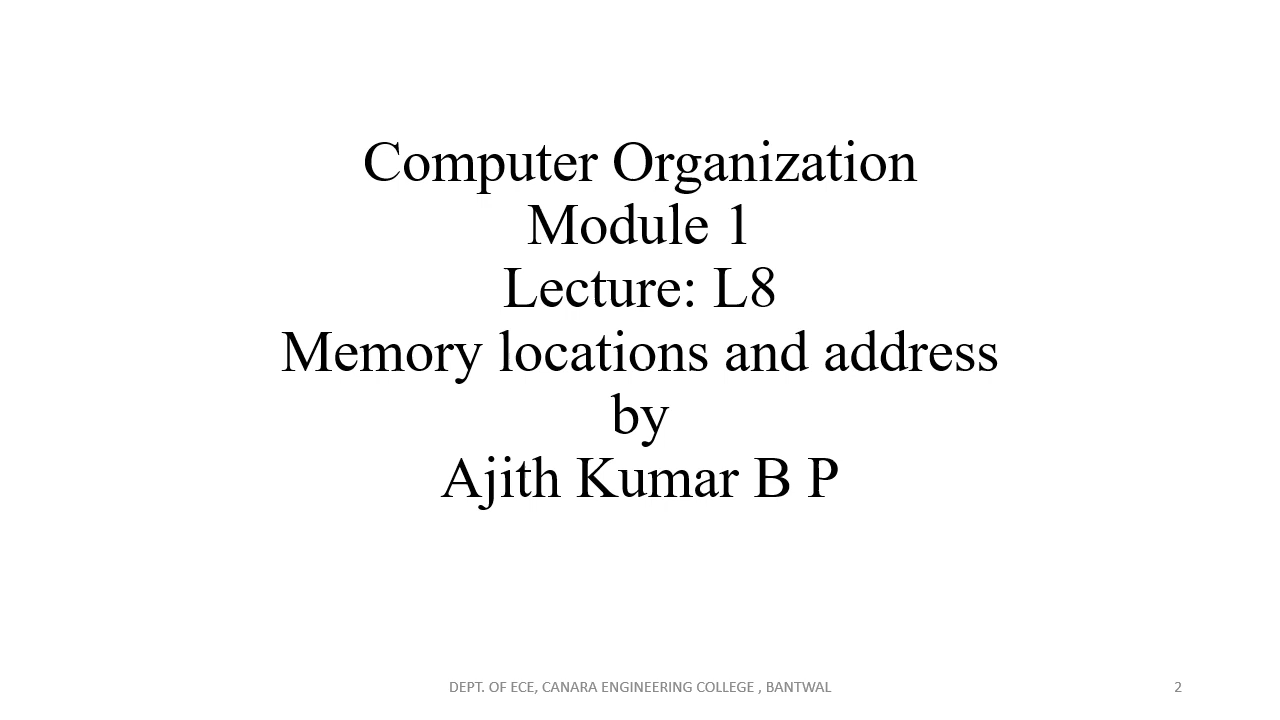 Computer Organization
Module 1
Lecture: L8
Memory locations and address
by
Ajith Kumar B P
DEPT. OF ECE, CANARA ENGINEERING COLLEGE , BANTWAL
2